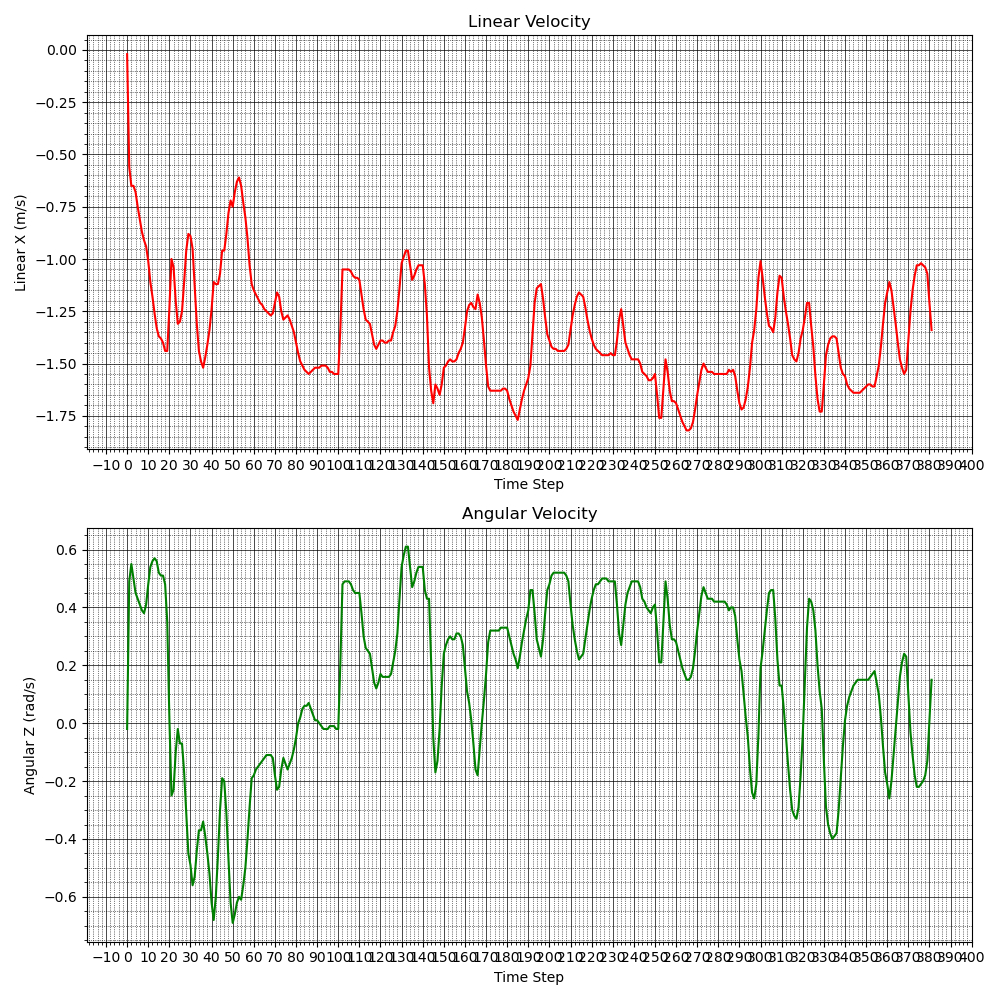 Linear Velocity
0.00
−0.25
−0.50
−0.75
−1.00
−1.25
−1.50
−1.75
Linear X (m/s)
−10 0 10 20 30 40 50 60 70 80 90 100 110 120 130 140 150 160 170 180 190 200 210 220 230 240 250 260 270 280 290 300 310 320 330 340 350 360 370 380 390 400
Time Step
Angular Velocity
0.6
0.4
0.2
0.0
−0.2
−0.4
−0.6
Angular Z (rad/s)
−10 0 10 20 30 40 50 60 70 80 90 100 110 120 130 140 150 160 170 180 190 200 210 220 230 240 250 260 270 280 290 300 310 320 330 340 350 360 370 380 390 400
Time Step